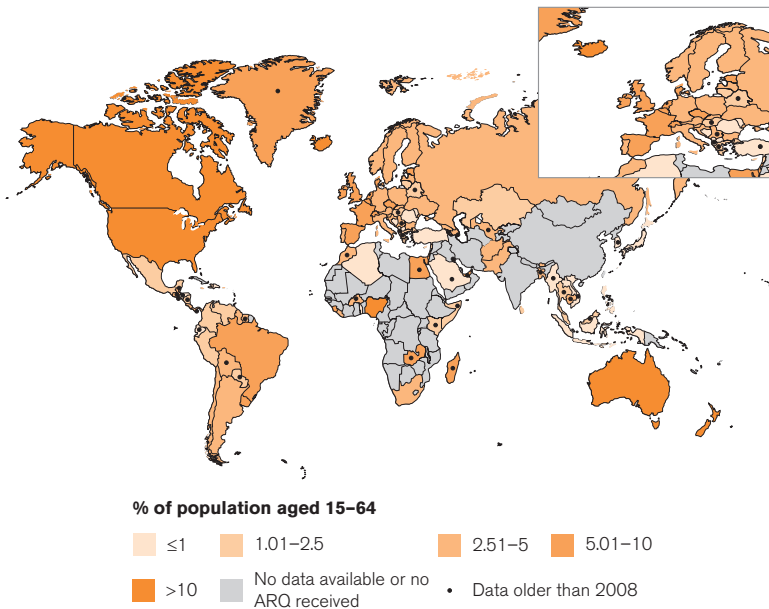 % of population aged 15–64
≤1
1.01–2.5
2.51–5
5.01–10
>10
No data available or no
ARQ received
• Data older than 2008